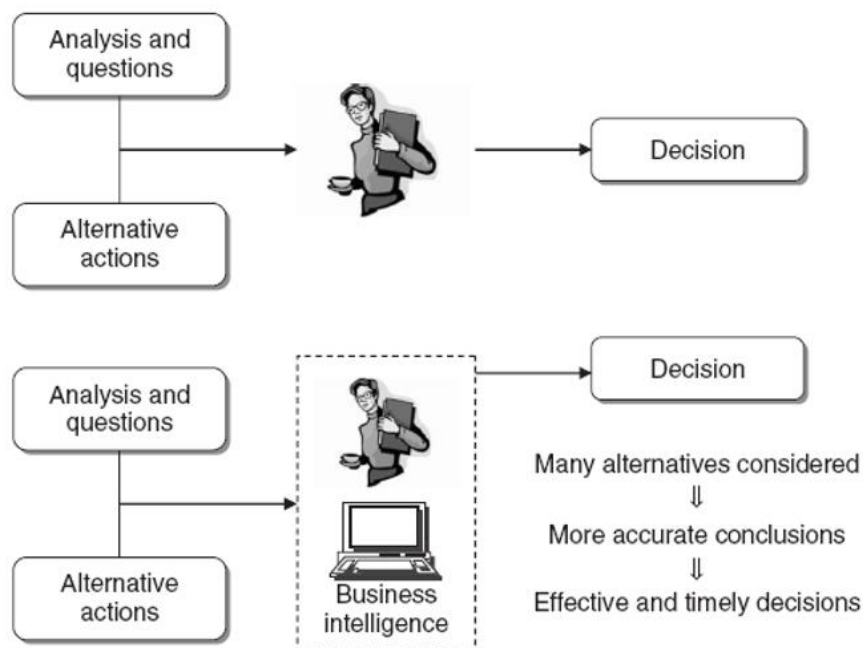 Analysis and
questions
Decision
Alternative
actions
Analysis and
questions
Decision
Many alternatives considered
⇓
More accurate conclusions
⇓
Effective and timely decisions
Alternative
actions
Business
intelligence